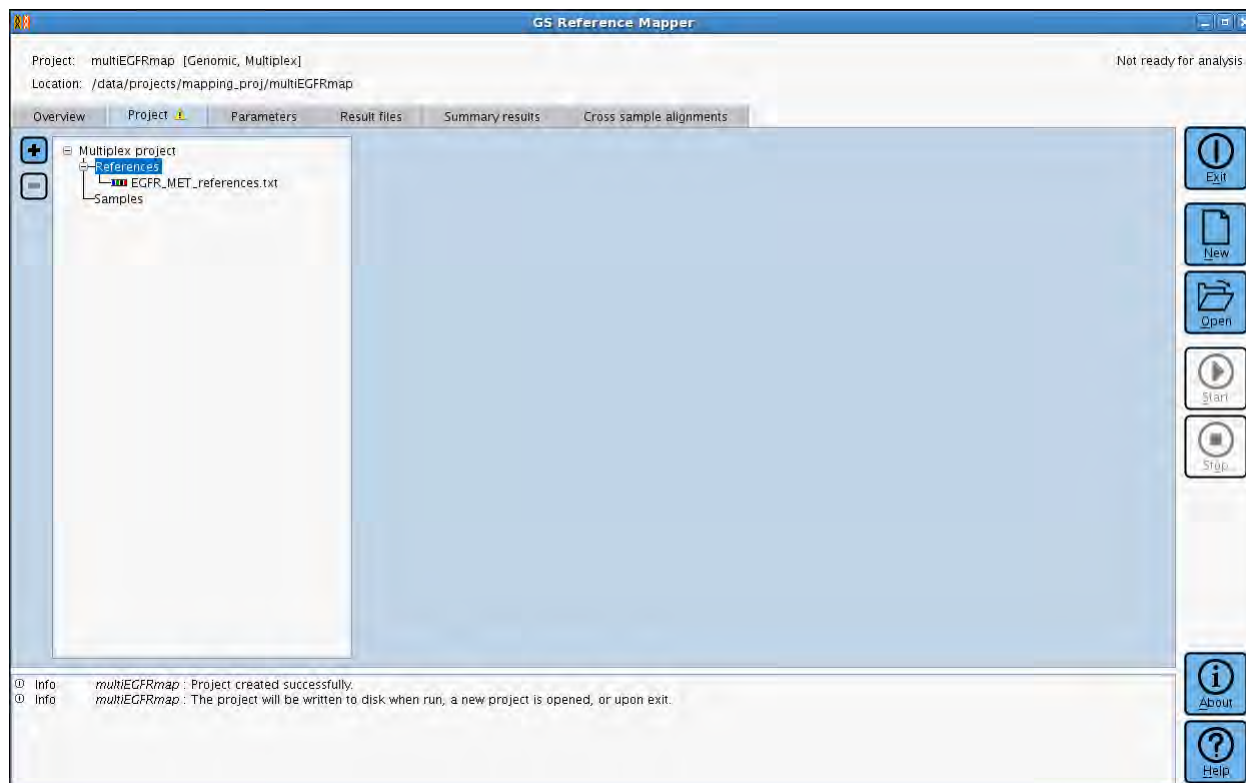 GS Reference Mapper
Project: multiEGFRmap [Genomic, Multiplex]
Not ready for analysis
Location: /data/projects/mapping_proj/multiEGFRmap
Overview Project Parameters Result files Summary results Cross sample alignments
Multiplex project
References
EGFR_MET_references.txt
Samples
Exit
New
Open
Start
Stop
Info multiEGFRmap : Project created successfully.
Info multiEGFRmap : The project will be written to disk when run, a new project is opened, or upon exit.
About
Help